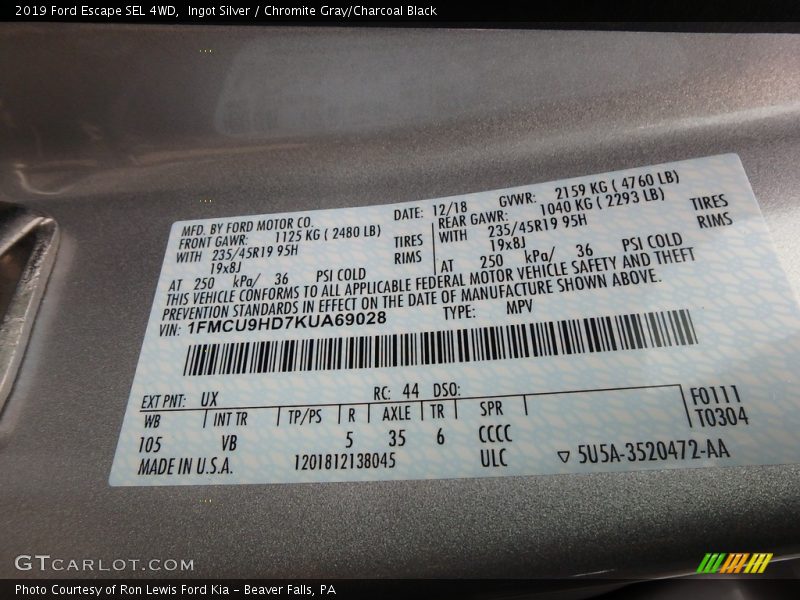 2019 Ford Escape SEL 4WD,  Ingot Silver / Chromite Gray/Charcoal Black
MFD. BY FORD MOTOR CO. DATE: 12/18 GVWR: 2159 KG ( 4760 LB)
FRONT GAWR: 1125 KG ( 2480 LB) REAR GAWR: 1040 KG ( 2293 LB)
WITH 235/45R19 95H TIRES WITH 235/45R19 95H TIRES
19x8J RIMS 19x8J RIMS
AT 250 kPa/ 36 PSI COLD AT 250 kPa/ 36 PSI COLD
THIS VEHICLE CONFORMS TO ALL APPLICABLE FEDERAL MOTOR VEHICLE SAFETY AND THEFT
PREVENTION STANDARDS IN EFFECT ON THE DATE OF MANUFACTURE SHOWN ABOVE.
VIN: 1FMCU9HD7KUA69028 TYPE: MPV
EXT PNT: UX RC: 44 DSO:
WB INT TR TP/PS R AXLE TR SPR F0111
T0304
105 VB 5 35 6 CCCC
MADE IN U.S.A. 1201812138045 ULC ▽ 5U5A-3520472-AA
GTCARLOT.COM
Photo Courtesy of Ron Lewis Ford Kia - Beaver Falls, PA